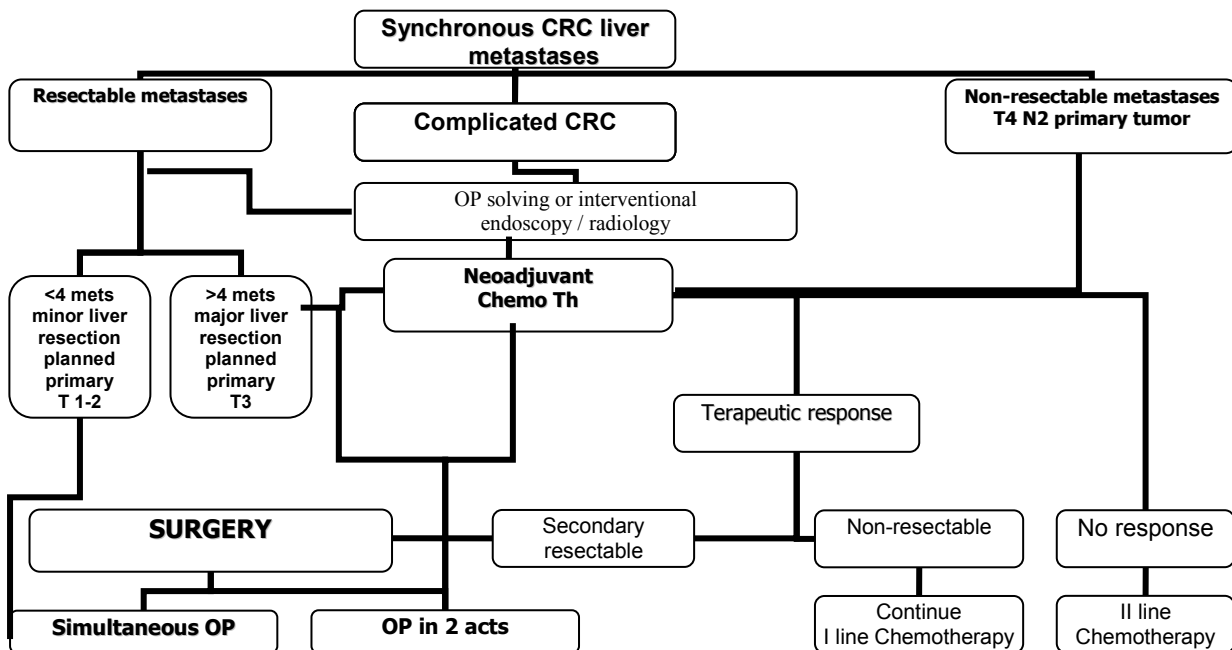 Synchronous CRC liver
metastases
Resectable metastases
Complicated CRC
Non-resectable metastases
T4 N2 primary tumor
OP solving or interventional
endoscopy / radiology
<4 mets
minor liver
resection
planned
primary
T 1-2
>4 mets
major liver
resection
planned
primary
T3
Neoadjuvant
Chemo Th
Terapeutic response
SURGERY
Secondary
resectable
Non-resectable
No response
Simultaneous OP
OP in 2 acts
Continue
I line Chemotherapy
II line
Chemotherapy